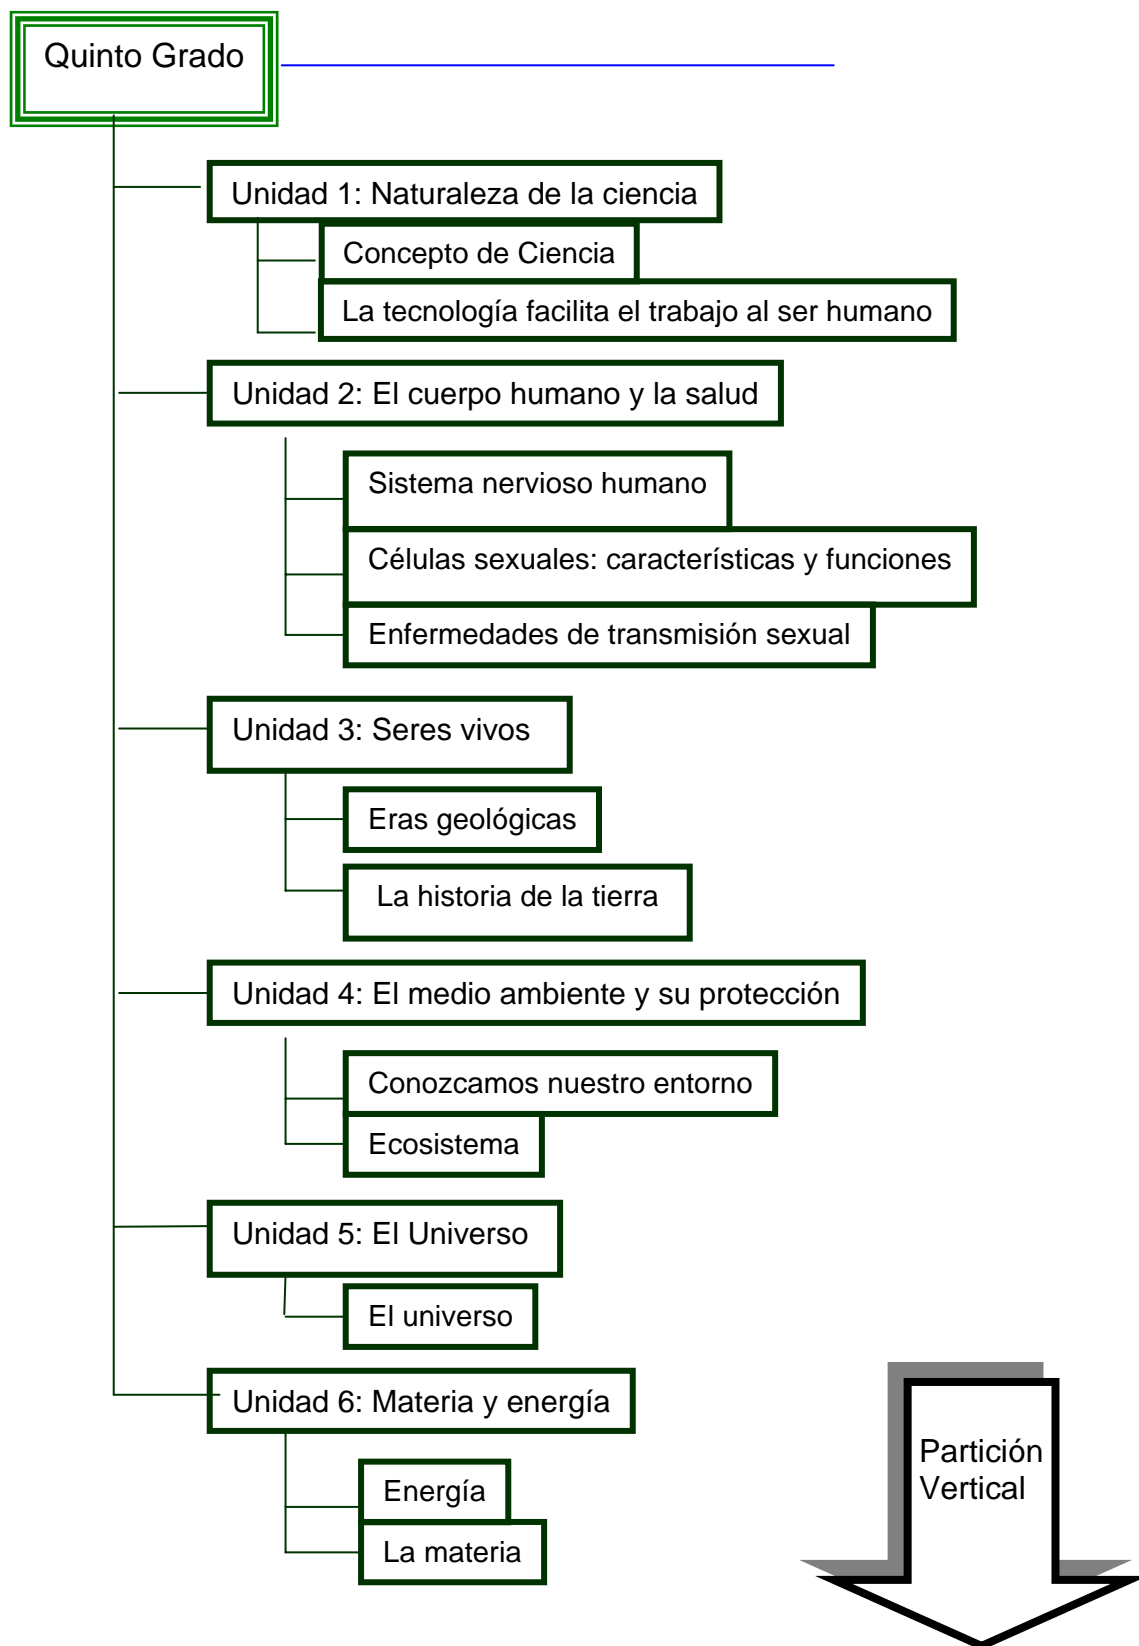 Quinto Grado
Unidad 1: Naturaleza de la ciencia
Concepto de Ciencia
La tecnología facilita el trabajo al ser humano
Unidad 2: El cuerpo humano y la salud
Sistema nervioso humano
Células sexuales: características y funciones
Enfermedades de transmisión sexual
Unidad 3: Seres vivos
Eras geológicas
La historia de la tierra
Unidad 4: El medio ambiente y su protección
Conozcamos nuestro entorno
Ecosistema
Unidad 5: El Universo
El universo
Unidad 6: Materia y energía
Energía
La materia
Partición
Vertical